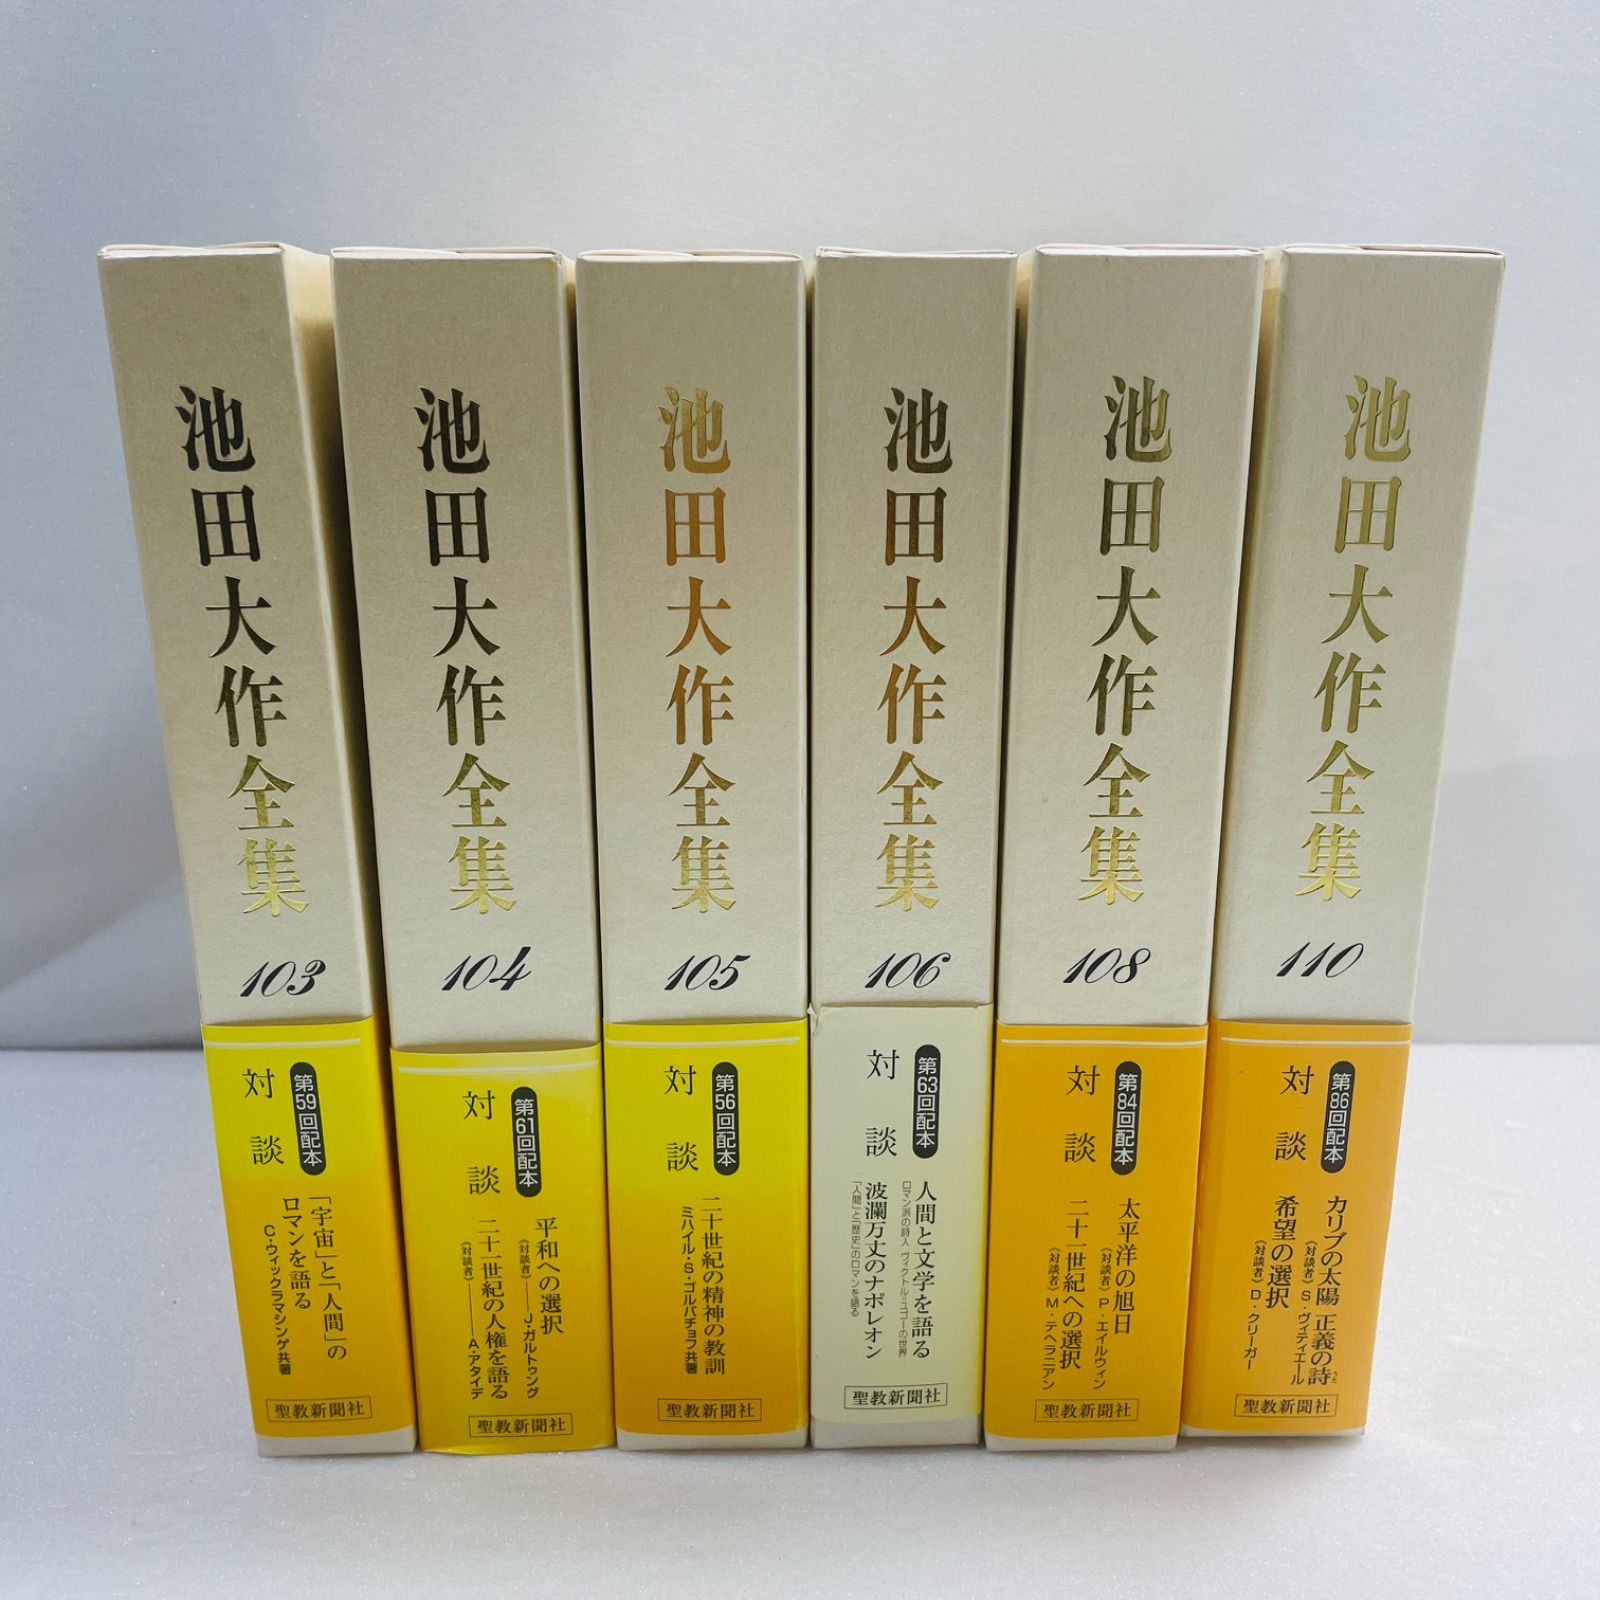 池田大作全集
103
第59回配本
対談
「宇宙」と「人間」の
ロマンを語る
C・ウィックラマシンゲ共著
聖教新聞社
池田大作全集
104
第61回配本
対談
平和への選択
《対談者》――J・ガルトゥング
二十一世紀の人権を語る
《対談者》――A・アタイデ
聖教新聞社
池田大作全集
105
第56回配本
対談
二十世紀の精神の教訓
ミハイル・S・ゴルバチョフ共著
聖教新聞社
池田大作全集
106
第63回配本
対談
人間と文学を語る
ロマン派の詩人 ヴィクトル=ユゴーの世界
波瀾万丈のナポレオン
「人間」と「歴史」のロマンを語る
聖教新聞社
池田大作全集
108
第84回配本
対談
太平洋の旭日
《対談者》P・エイルウィン
二十一世紀への選択
《対談者》M・テヘラニアン
聖教新聞社
池田大作全集
110
第86回配本
対談
カリブの太陽 正義の詩
うた
《対談者》S・ヴィティエール
希望の選択
《対談者》D・クリーガー
聖教新聞社